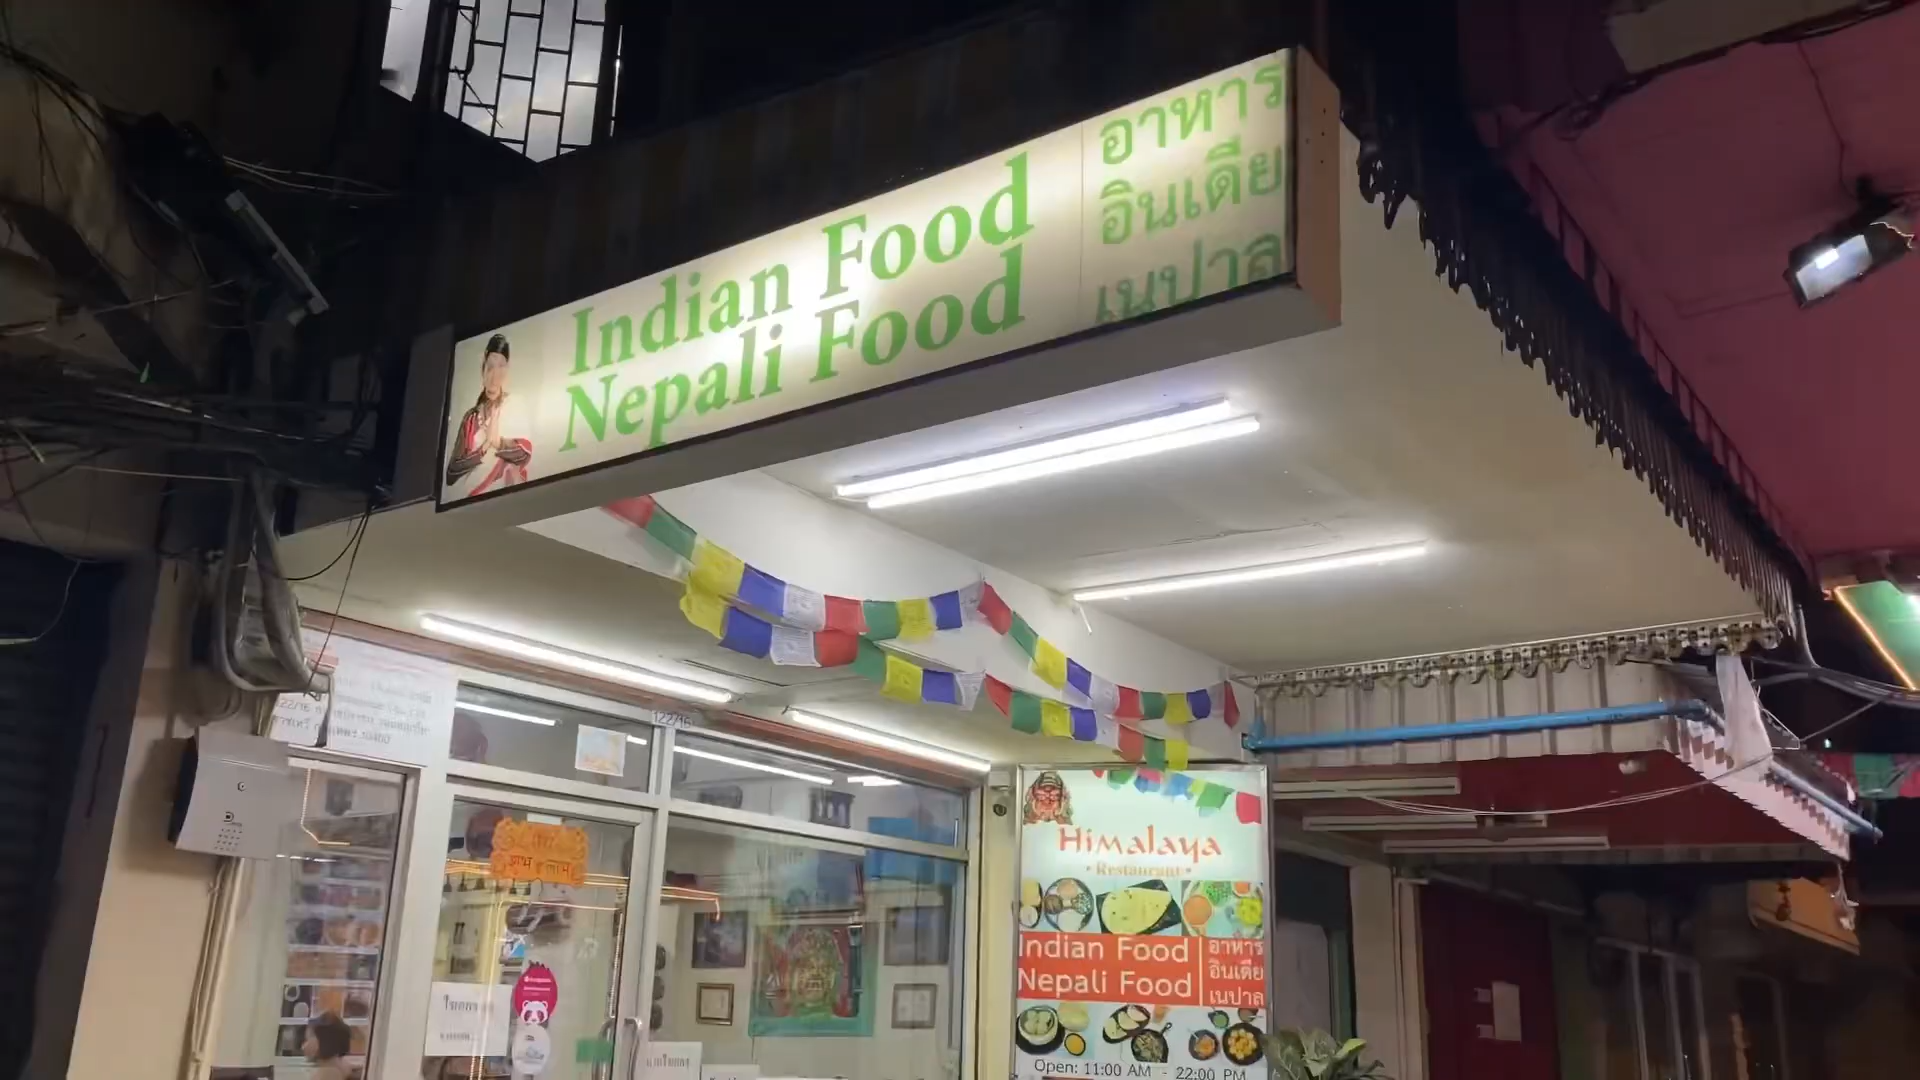 Indian Food
Nepali Food
อาหาร
อินเดีย
เนปาล
122/16
Himalaya
• Restaurant •
Indian Food
Nepali Food
อาหาร
อินเดีย
เนปาล
Open: 11:00 AM - 22:00 PM